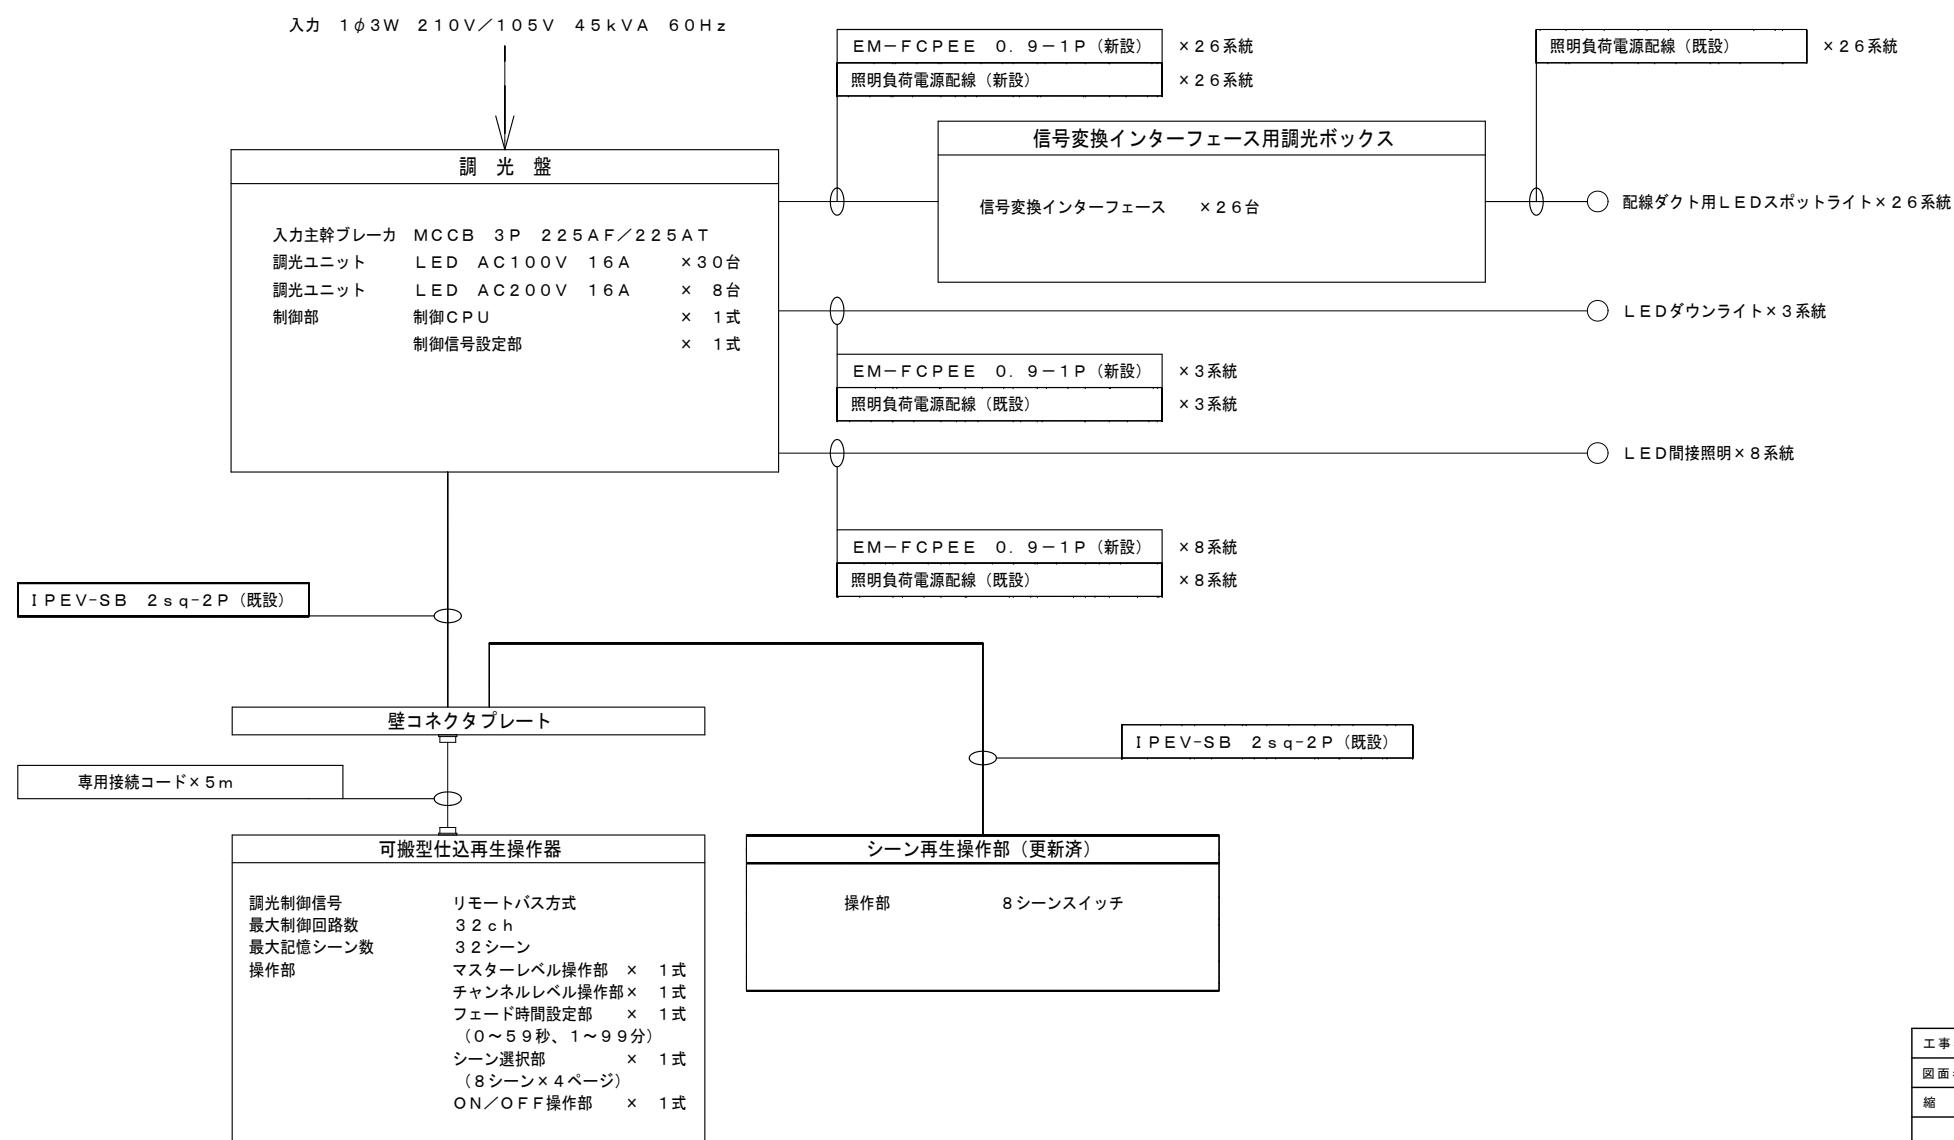 入力　１φ３Ｗ　２１０Ｖ／１０５Ｖ　４５ｋＶＡ　６０Ｈｚ
ＥＭ－ＦＣＰＥＥ　０．９－１Ｐ（新設）　×２６系統
照明負荷電源配線（新設）　×２６系統
照明負荷電源配線（既設）　×２６系統
調　光　盤
入力主幹ブレーカ　ＭＣＣＢ　３Ｐ　２２５ＡＦ／２２５ＡＴ
調光ユニット　ＬＥＤ　ＡＣ１００Ｖ　１６Ａ　×３０台
調光ユニット　ＬＥＤ　ＡＣ２００Ｖ　１６Ａ　×　８台
制御部　制御ＣＰＵ　×　１式
制御信号設定部　×　１式
信号変換インターフェース用調光ボックス
信号変換インターフェース　×２６台
配線ダクト用ＬＥＤスポットライト×２６系統
ＬＥＤダウンライト×３系統
ＥＭ－ＦＣＰＥＥ　０．９－１Ｐ（新設）　×３系統
照明負荷電源配線（既設）　×３系統
ＬＥＤ間接照明×８系統
ＥＭ－ＦＣＰＥＥ　０．９－１Ｐ（新設）　×８系統
照明負荷電源配線（既設）　×８系統
ＩＰＥＶ-ＳＢ　２ｓｑ-２Ｐ（既設）
壁コネクタプレート
ＩＰＥＶ-ＳＢ　２ｓｑ-２Ｐ（既設）
専用接続コード×５ｍ
可搬型仕込再生操作器
調光制御信号　リモートバス方式
最大制御回路数　３２ｃｈ
最大記憶シーン数　３２シーン
操作部　マスターレベル操作部　×　１式
チャンネルレベル操作部×　１式
フェード時間設定部　×　１式
（０～５９秒、１～９９分）
シーン選択部　×　１式
（８シーン×４ページ）
ＯＮ／ＯＦＦ操作部　×　１式
シーン再生操作部（更新済）
操作部　８シーンスイッチ
工事
図面
縮